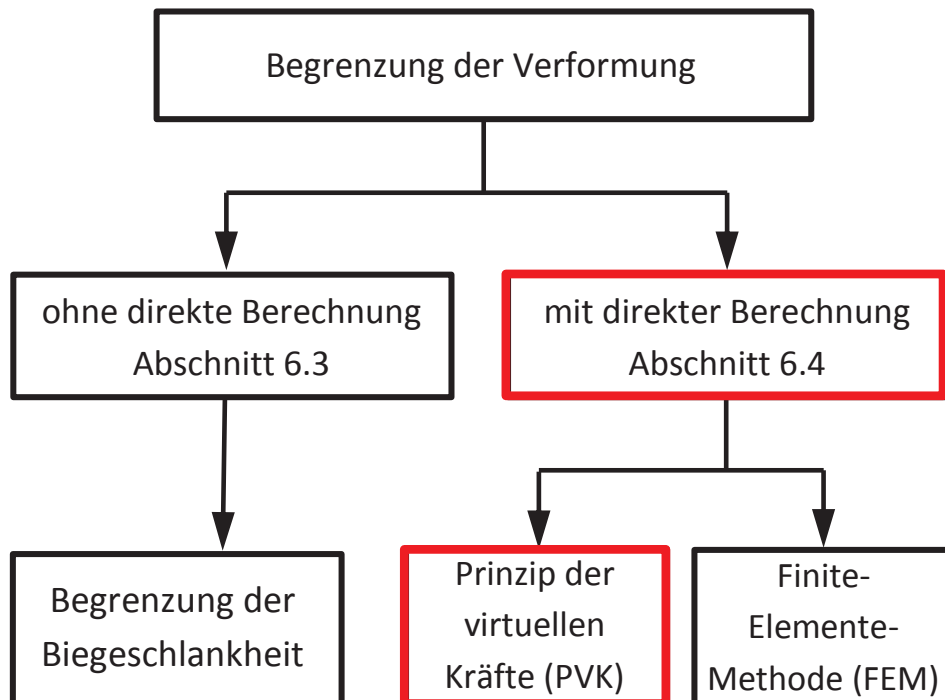 Begrenzung der Verformung
ohne direkte Berechnung
Abschnitt 6.3
mit direkter Berechnung
Abschnitt 6.4
Begrenzung der
Biegeschlankheit
Prinzip der
virtuellen
Kräfte (PVK)
Finite-
Elemente-
Methode (FEM)